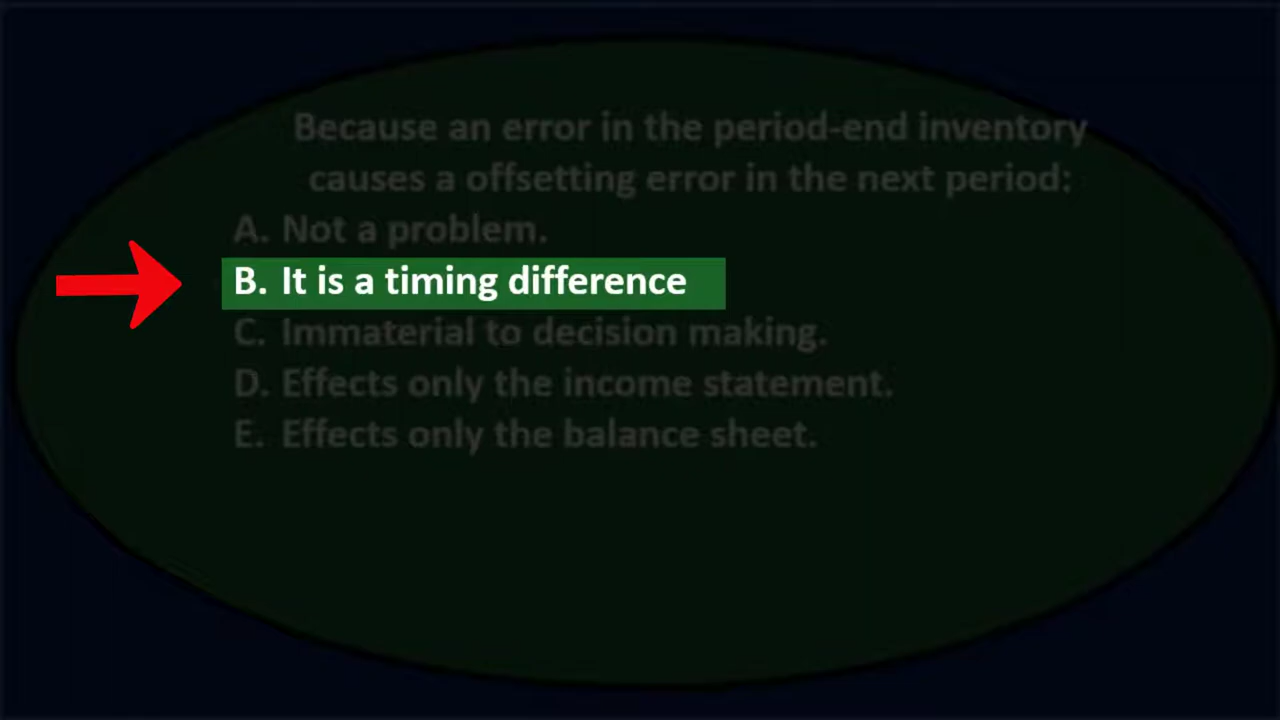 Because an error in the period-end inventory
causes a offsetting error in the next period:
A. Not a problem.
B. It is a timing difference
C. Immaterial to decision making.
D. Effects only the income statement.
E. Effects only the balance sheet.